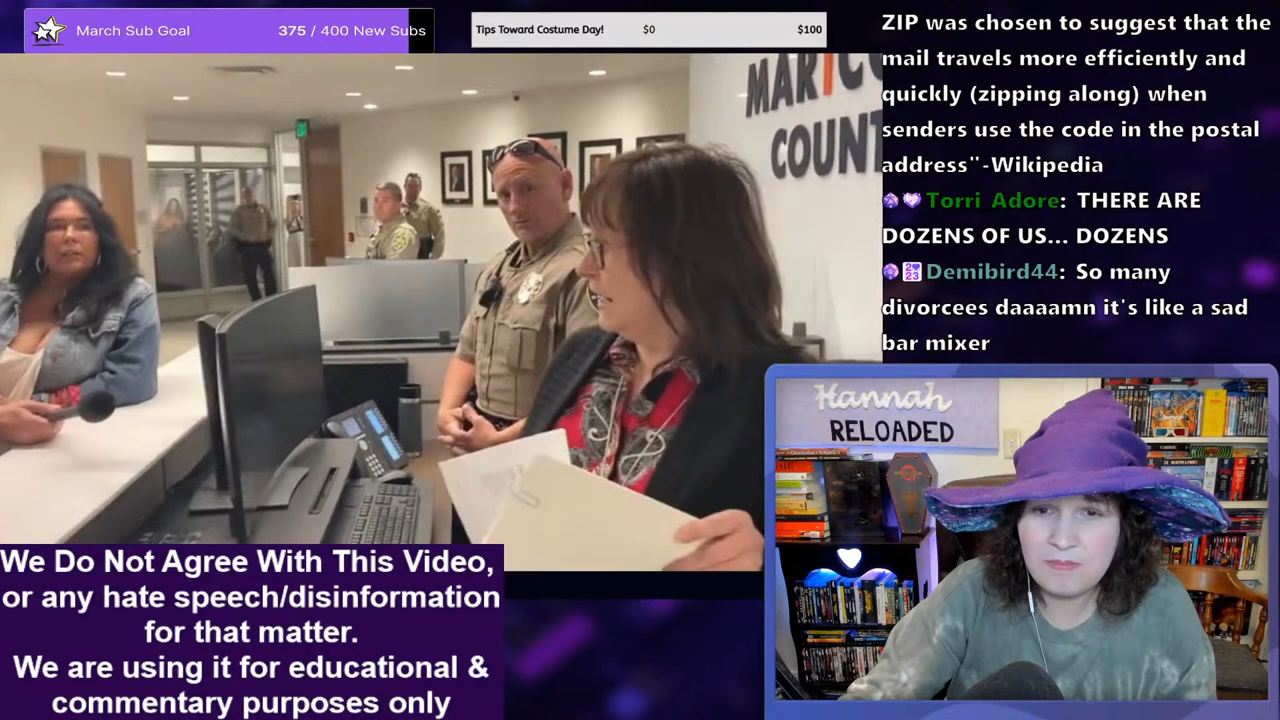 March Sub Goal 375 / 400 New Subs
Tips Toward Costume Day! $0 $100
MARICO
COUNT
We Do Not Agree With This Video,
or any hate speech/disinformation
for that matter.
We are using it for educational &
commentary purposes only
ZIP was chosen to suggest that the
mail travels more efficiently and
quickly (zipping along) when
senders use the code in the postal
address"-Wikipedia
Torri_Adore: THERE ARE
DOZENS OF US... DOZENS
Demibird44: So many
divorcees daaaamn it's like a sad
bar mixer
Hannah
RELOADED